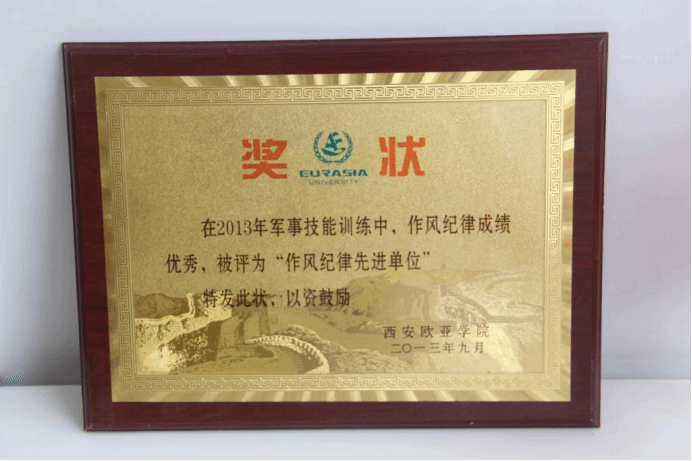 奖 状
EURASIA
UNIVERSITY
在2013年军事技能训练中，作风纪律成绩
优秀，被评为“作风纪律先进单位”
特发此状，以资鼓励
西安欧亚学院
二〇一三年九月